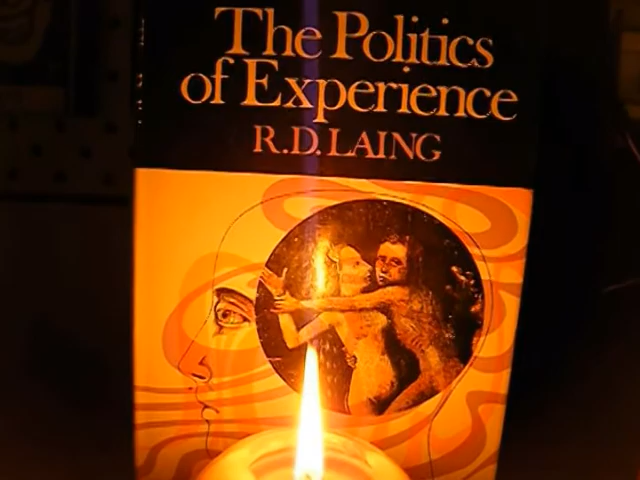 The Politics
of Experience
R.D.LAING